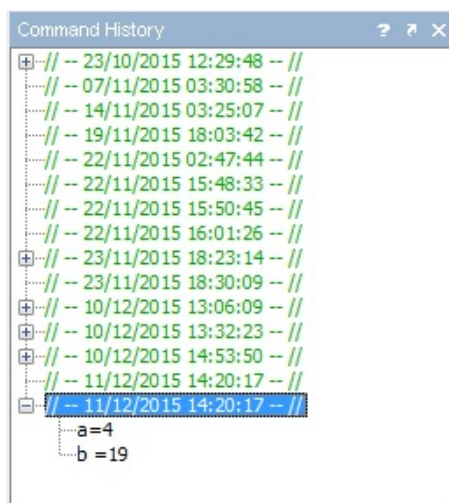 Command History
// -- 23/10/2015 12:29:48 -- //
// -- 07/11/2015 03:30:58 -- //
// -- 14/11/2015 03:25:07 -- //
// -- 19/11/2015 18:03:42 -- //
// -- 22/11/2015 02:47:44 -- //
// -- 22/11/2015 15:48:33 -- //
// -- 22/11/2015 15:50:45 -- //
// -- 22/11/2015 16:01:26 -- //
// -- 23/11/2015 18:23:14 -- //
// -- 23/11/2015 18:30:09 -- //
// -- 10/12/2015 13:06:09 -- //
// -- 10/12/2015 13:32:23 -- //
// -- 10/12/2015 14:53:50 -- //
// -- 11/12/2015 14:20:17 -- //
// -- 11/12/2015 14:20:17 -- //
a=4
b =19